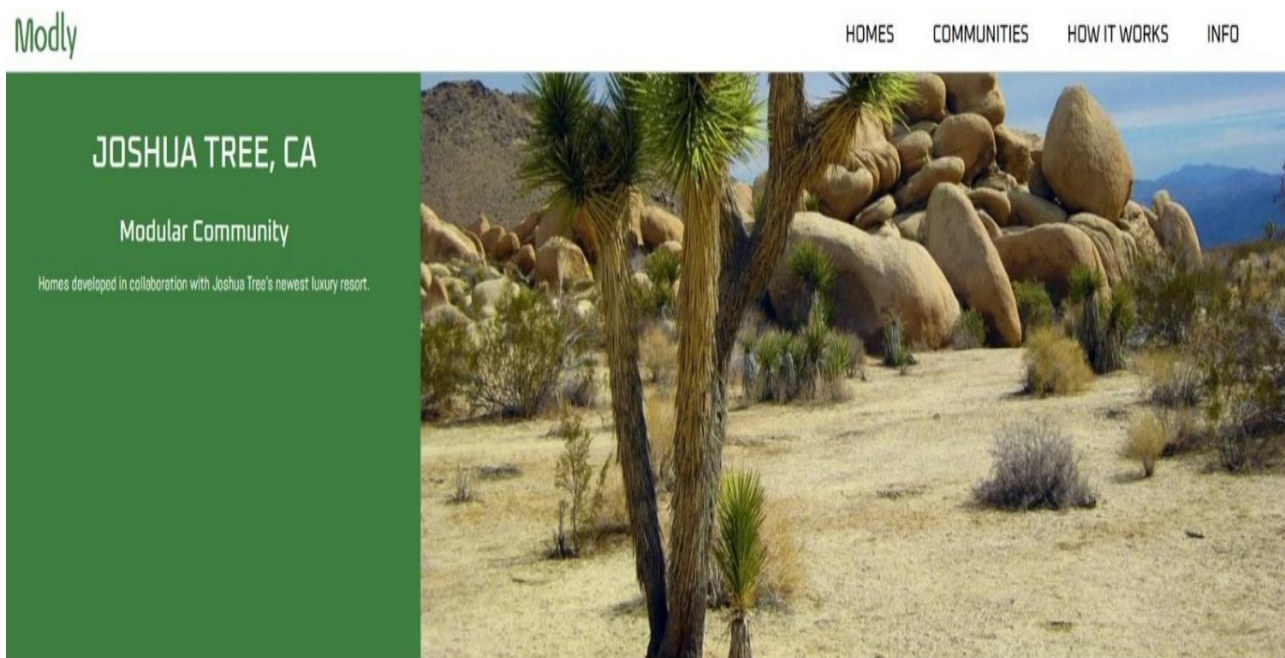 Modly
HOMES COMMUNITIES HOW IT WORKS INFO
JOSHUA TREE, CA
Modular Community
Homes developed in collaboration with Joshua Tree's newest luxury resort.